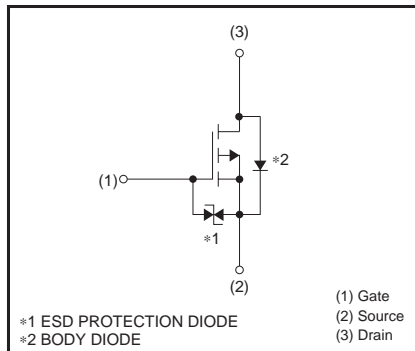 (3)
∗2
(1)
∗1
(2)
∗1 ESD PROTECTION DIODE
∗2 BODY DIODE
(1) Gate
(2) Source
(3) Drain